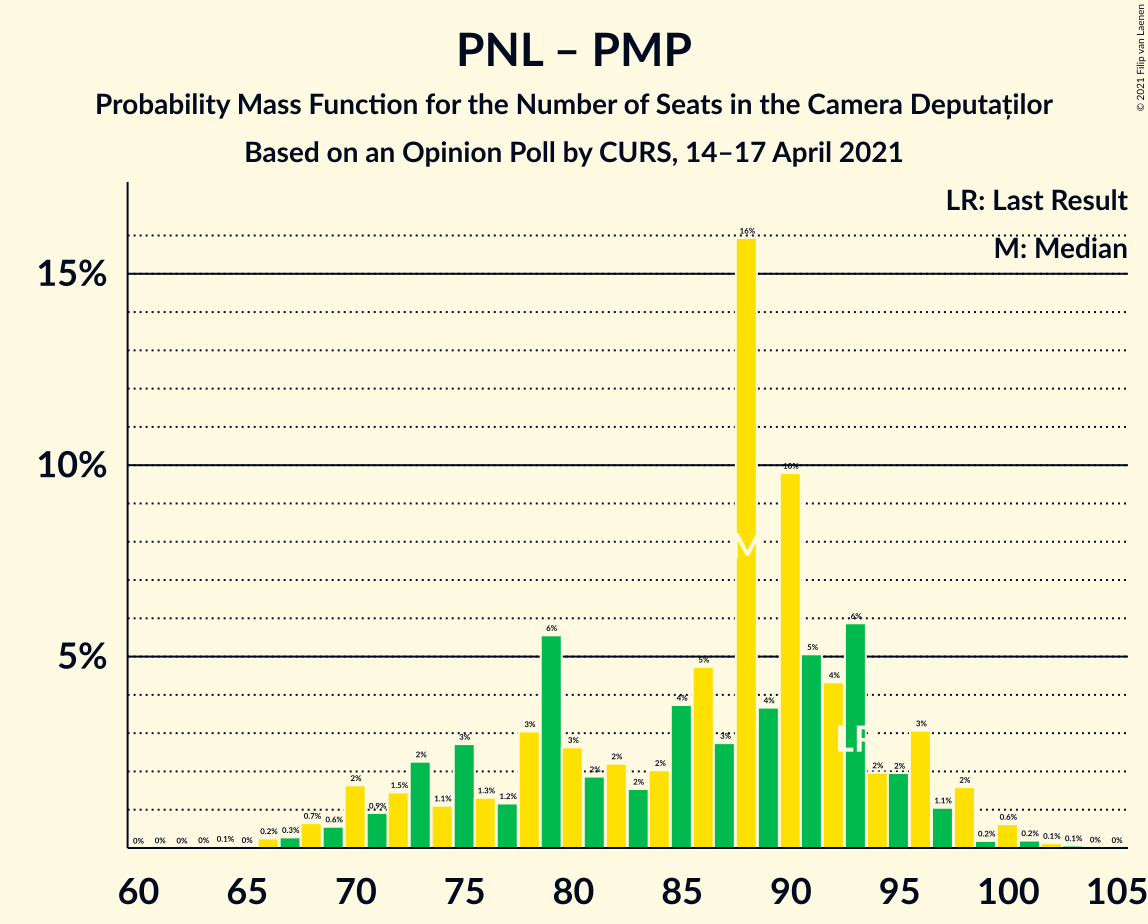 PNL – PMP
Probability Mass Function for the Number of Seats in the Camera Deputaților
Based on an Opinion Poll by CURS, 14–17 April 2021
© 2021 Filip van Laenen
LR: Last Result
M: Median
15%
10%
5%
0% 0% 0% 0% 0.1% 0% 0.2% 0.3% 0.7% 0.6% 2% 0.9% 1.5% 2% 1.1% 3% 1.3% 1.2% 3% 6% 3% 2% 2% 2% 2% 4% 5% 3% 16% 4% 10% 5% 4% 6% 2% 2% 3% 1.1% 2% 0.2% 0.6% 0.2% 0.1% 0.1% 0% 0%
M
LR
60 65 70 75 80 85 90 95 100 105